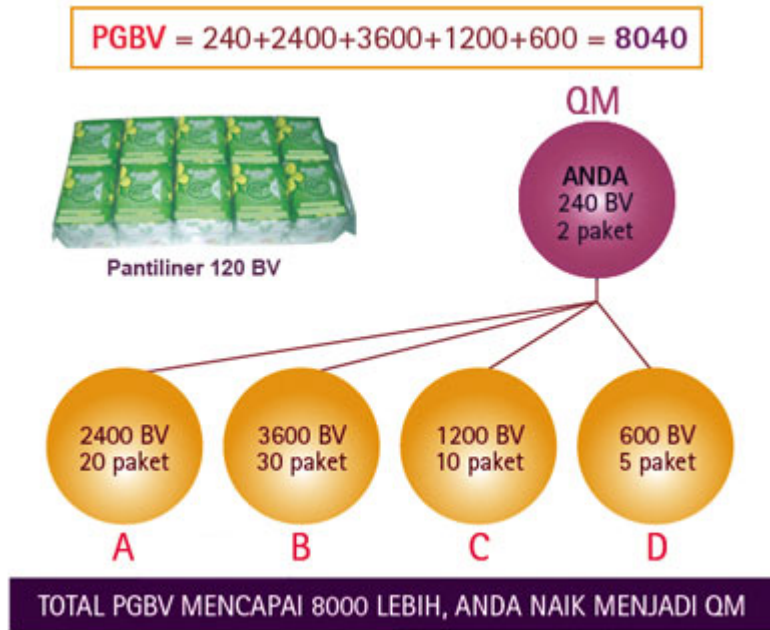 PGBV = 240+2400+3600+1200+600 = 8040
QM
ANDA
240 BV
2 paket
Pantiliner 120 BV
2400 BV
20 paket
3600 BV
30 paket
1200 BV
10 paket
600 BV
5 paket
A
B
C
D
TOTAL PGBV MENCAPAI 8000 LEBIH, ANDA NAIK MENJADI QM